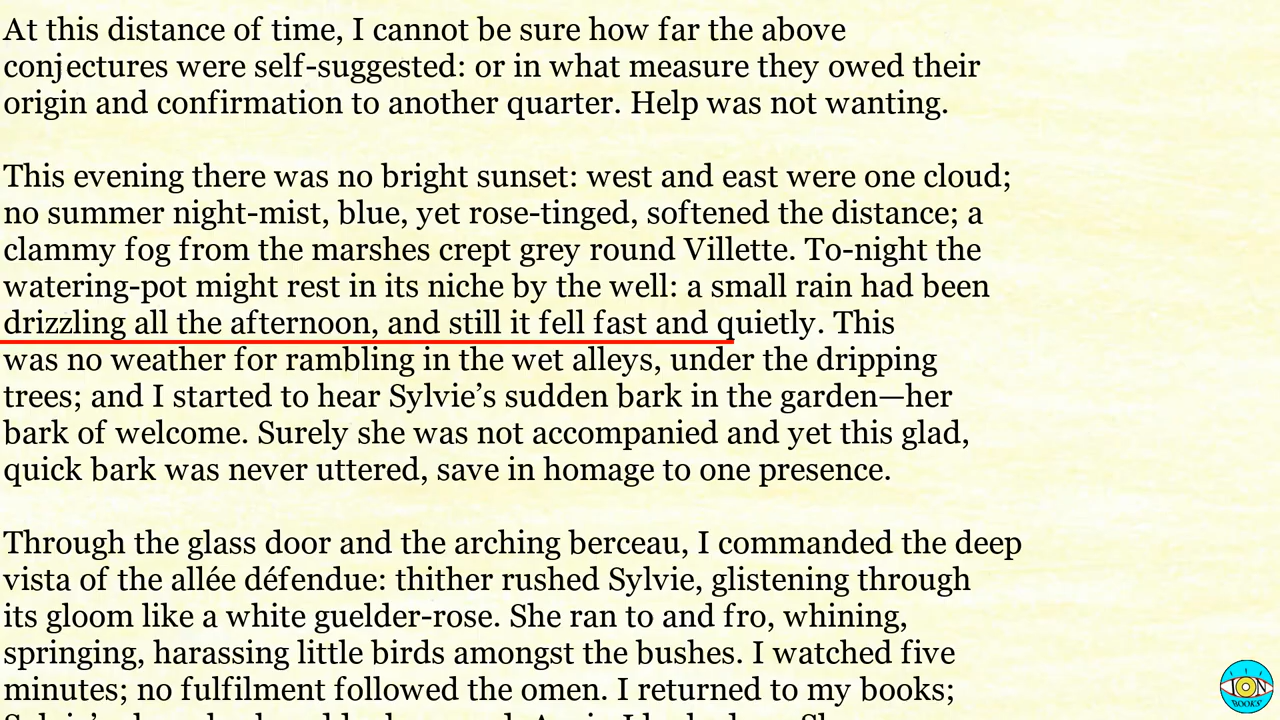 At this distance of time, I cannot be sure how far the above
conjectures were self-suggested: or in what measure they owed their
origin and confirmation to another quarter. Help was not wanting.
This evening there was no bright sunset: west and east were one cloud;
no summer night-mist, blue, yet rose-tinged, softened the distance; a
clammy fog from the marshes crept grey round Villette. To-night the
watering-pot might rest in its niche by the well: a small rain had been
drizzling all the afternoon, and still it fell fast and quietly. This
was no weather for rambling in the wet alleys, under the dripping
trees; and I started to hear Sylvie’s sudden bark in the garden—her
bark of welcome. Surely she was not accompanied and yet this glad,
quick bark was never uttered, save in homage to one presence.
Through the glass door and the arching berceau, I commanded the deep
vista of the allée défendue: thither rushed Sylvie, glistening through
its gloom like a white guelder-rose. She ran to and fro, whining,
springing, harassing little birds amongst the bushes. I watched five
minutes; no fulfilment followed the omen. I returned to my books;
ION
BOOKS